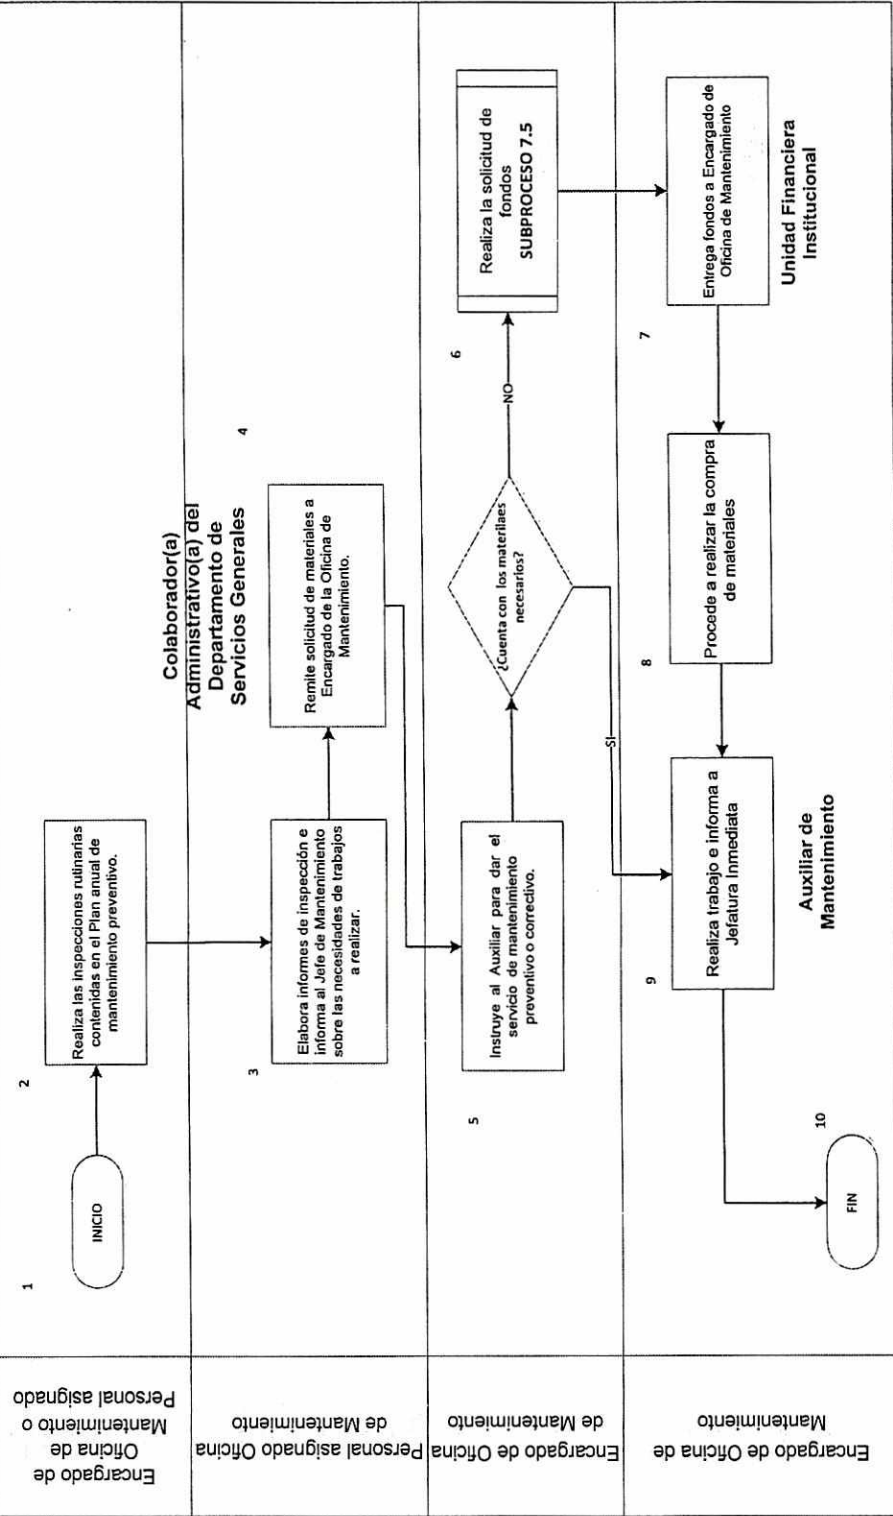 Encargado de
Oficina de
Mantenimiento o
Personal asignado
1
INICIO
2
Realiza las inspecciones rutinarias
contenidas en el Plan anual de
mantenimiento preventivo.
Personal asignado Oficina
de Mantenimiento
3
Elabora informes de inspección e
informa al Jefe de Mantenimiento
sobre las necesidades de trabajos
a realizar.
Colaborador(a)
Administrativo(a) del
Departamento de
Servicios Generales
4
Remite solicitud de materiales a
Encargado de la Oficina de
Mantenimiento.
Encargado de Oficina
de Mantenimiento
5
Instruye al Auxiliar para dar el
servicio de mantenimiento
preventivo o correctivo.
¿Cuenta con los materilaes
necesarios?
NO
SI
6
Realiza la solicitud de
fondos
SUBPROCESO 7.5
Encargado de Oficina de
Mantenimiento
7
Entrega fondos a Encargado de
Oficina de Mantenimiento
Unidad Financiera
Institucional
8
Procede a realizar la compra
de materiales
9
Realiza trabajo e informa a
Jefatura Inmediata
Auxiliar de
Mantenimiento
10
FIN